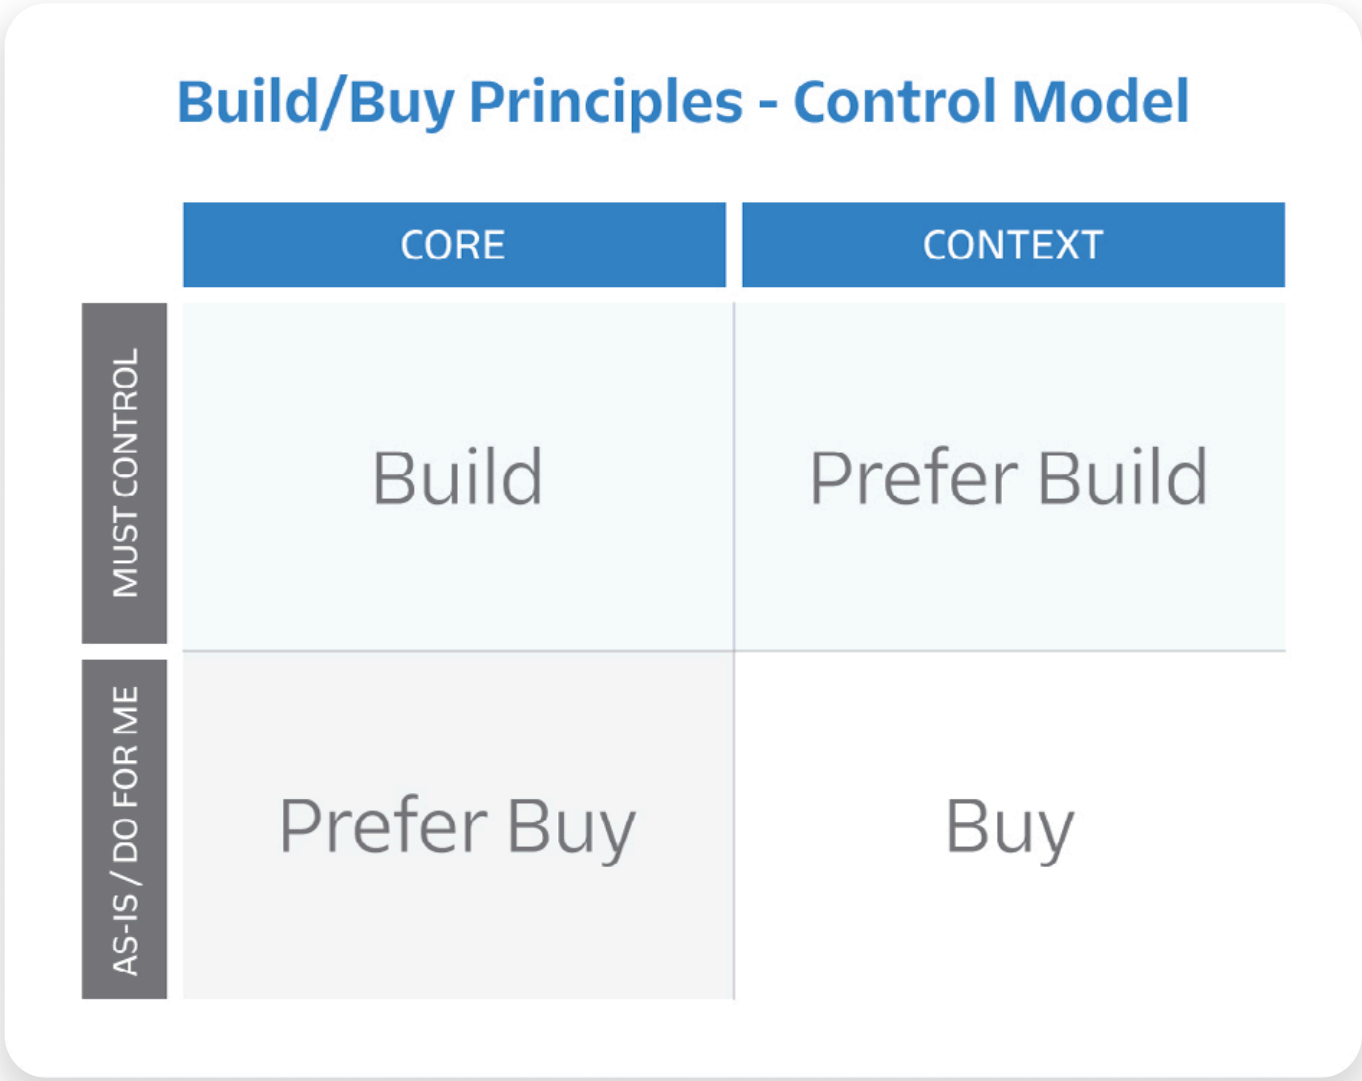 Build/Buy Principles - Control Model
CORE
CONTEXT
MUST CONTROL
Build
Prefer Build
AS-IS / DO FOR ME
Prefer Buy
Buy